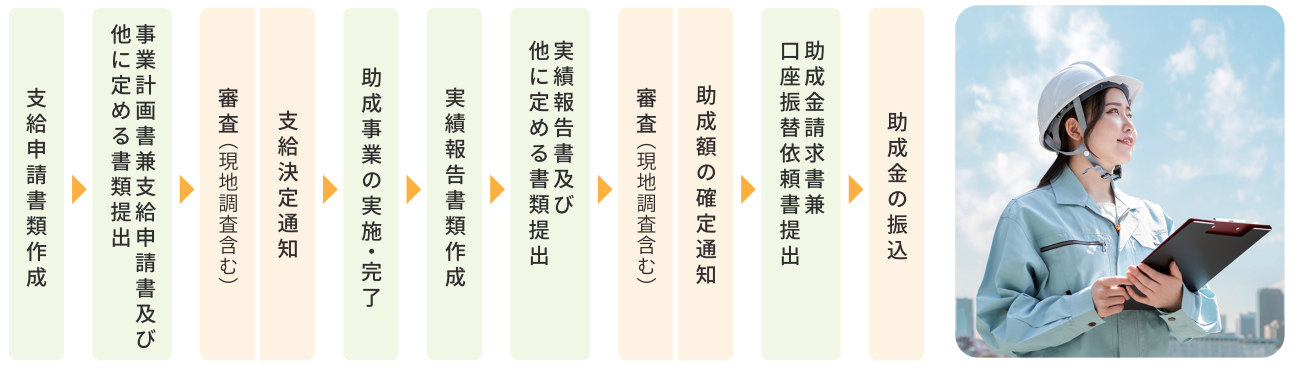 支給申請書類作成
事業計画書兼支給申請書及び
他に定める書類提出
審査（現地調査含む）
支給決定通知
助成事業の実施・完了
実績報告書類作成
実績報告書及び
他に定める書類提出
審査（現地調査含む）
助成額の確定通知
助成金請求書兼
口座振替依頼書提出
助成金の振込